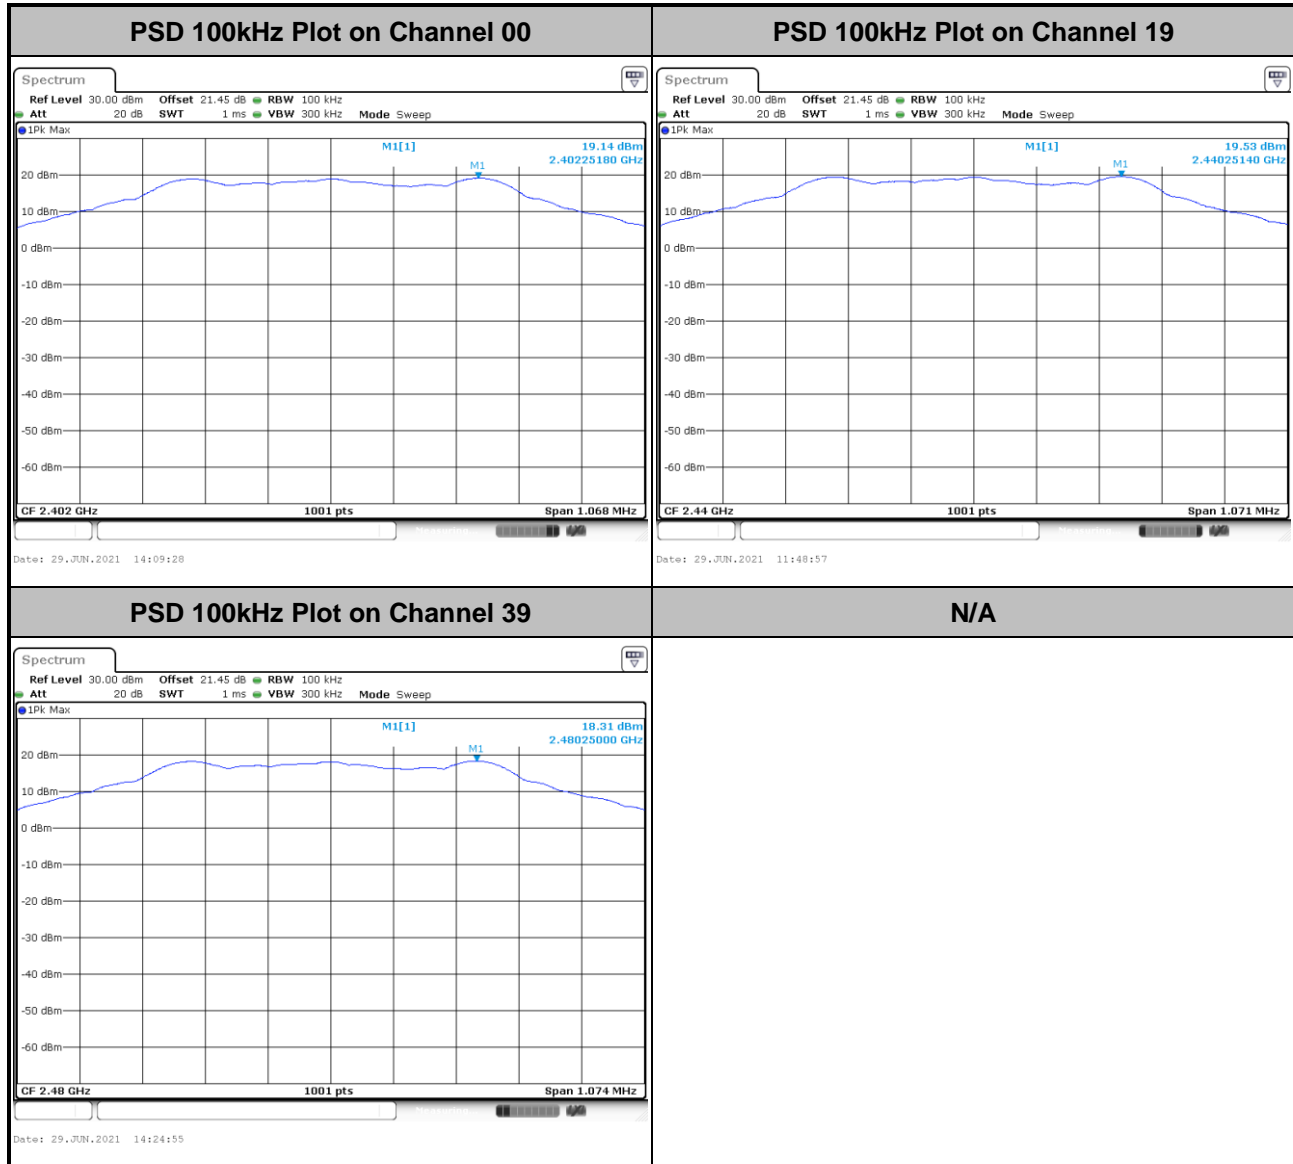 PSD 100kHz Plot on Channel 00
Spectrum
Ref Level 30.00 dBm Offset 21.45 dB RBW 100 kHz
Att 20 dB SWT 1 ms VBW 300 kHz Mode Sweep
1Pk Max
M1[1] 19.14 dBm
2.40225180 GHz
M1
20 dBm
10 dBm
0 dBm
-10 dBm
-20 dBm
-30 dBm
-40 dBm
-50 dBm
-60 dBm
CF 2.402 GHz 1001 pts Span 1.068 MHz
Date: 29.JUN.2021 14:09:28
PSD 100kHz Plot on Channel 19
Spectrum
Ref Level 30.00 dBm Offset 21.45 dB RBW 100 kHz
Att 20 dB SWT 1 ms VBW 300 kHz Mode Sweep
1Pk Max
M1[1] 19.53 dBm
2.44025140 GHz
M1
20 dBm
10 dBm
0 dBm
-10 dBm
-20 dBm
-30 dBm
-40 dBm
-50 dBm
-60 dBm
CF 2.44 GHz 1001 pts Span 1.071 MHz
Date: 29.JUN.2021 11:48:57
PSD 100kHz Plot on Channel 39
Spectrum
Ref Level 30.00 dBm Offset 21.45 dB RBW 100 kHz
Att 20 dB SWT 1 ms VBW 300 kHz Mode Sweep
1Pk Max
M1[1] 18.31 dBm
2.48025000 GHz
M1
20 dBm
10 dBm
0 dBm
-10 dBm
-20 dBm
-30 dBm
-40 dBm
-50 dBm
-60 dBm
CF 2.48 GHz 1001 pts Span 1.074 MHz
Date: 29.JUN.2021 14:24:55
N/A